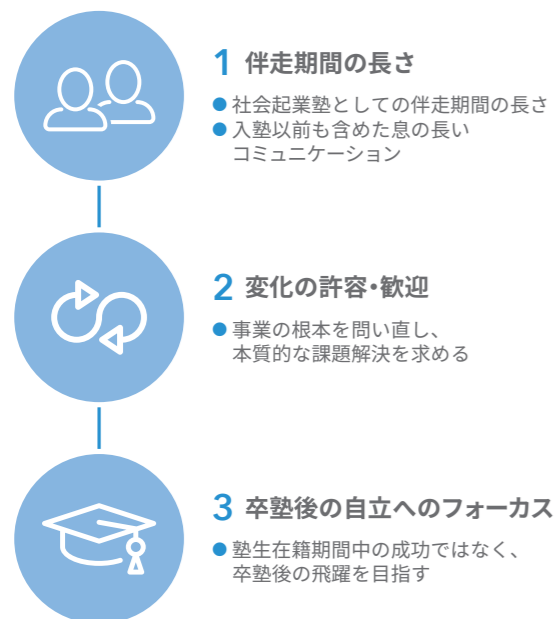 1 伴走期間の長さ
● 社会起業塾としての伴走期間の長さ
● 入塾以前も含めた息の長い
コミュニケーション
2 変化の許容・歓迎
● 事業の根本を問い直し、
本質的な課題解決を求める
3 卒塾後の自立へのフォーカス
● 塾生在籍期間中の成功ではなく、
卒塾後の飛躍を目指す